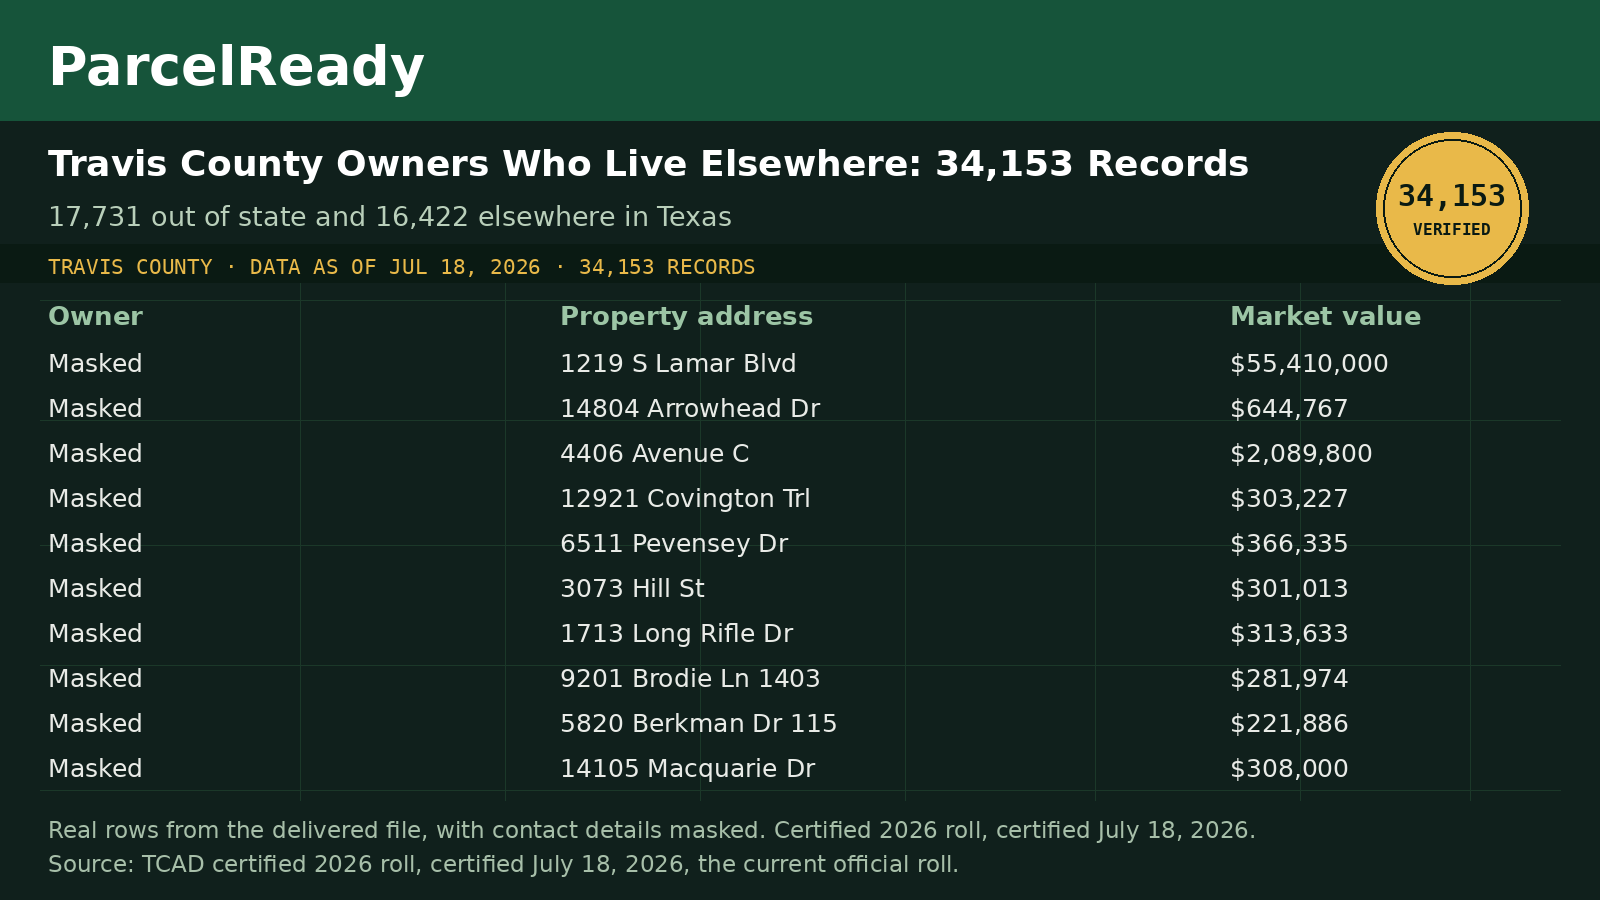 ParcelReady
Travis County Owners Who Live Elsewhere: 34,153 Records
17,731 out of state and 16,422 elsewhere in Texas
34,153
VERIFIED
TRAVIS COUNTY · DATA AS OF JUL 18, 2026 · 34,153 RECORDS
Owner Property address Market value
Masked 1219 S Lamar Blvd $55,410,000
Masked 14804 Arrowhead Dr $644,767
Masked 4406 Avenue C $2,089,800
Masked 12921 Covington Trl $303,227
Masked 6511 Pevensey Dr $366,335
Masked 3073 Hill St $301,013
Masked 1713 Long Rifle Dr $313,633
Masked 9201 Brodie Ln 1403 $281,974
Masked 5820 Berkman Dr 115 $221,886
Masked 14105 Macquarie Dr $308,000
Real rows from the delivered file, with contact details masked. Certified 2026 roll, certified July 18, 2026.
Source: TCAD certified 2026 roll, certified July 18, 2026, the current official roll.